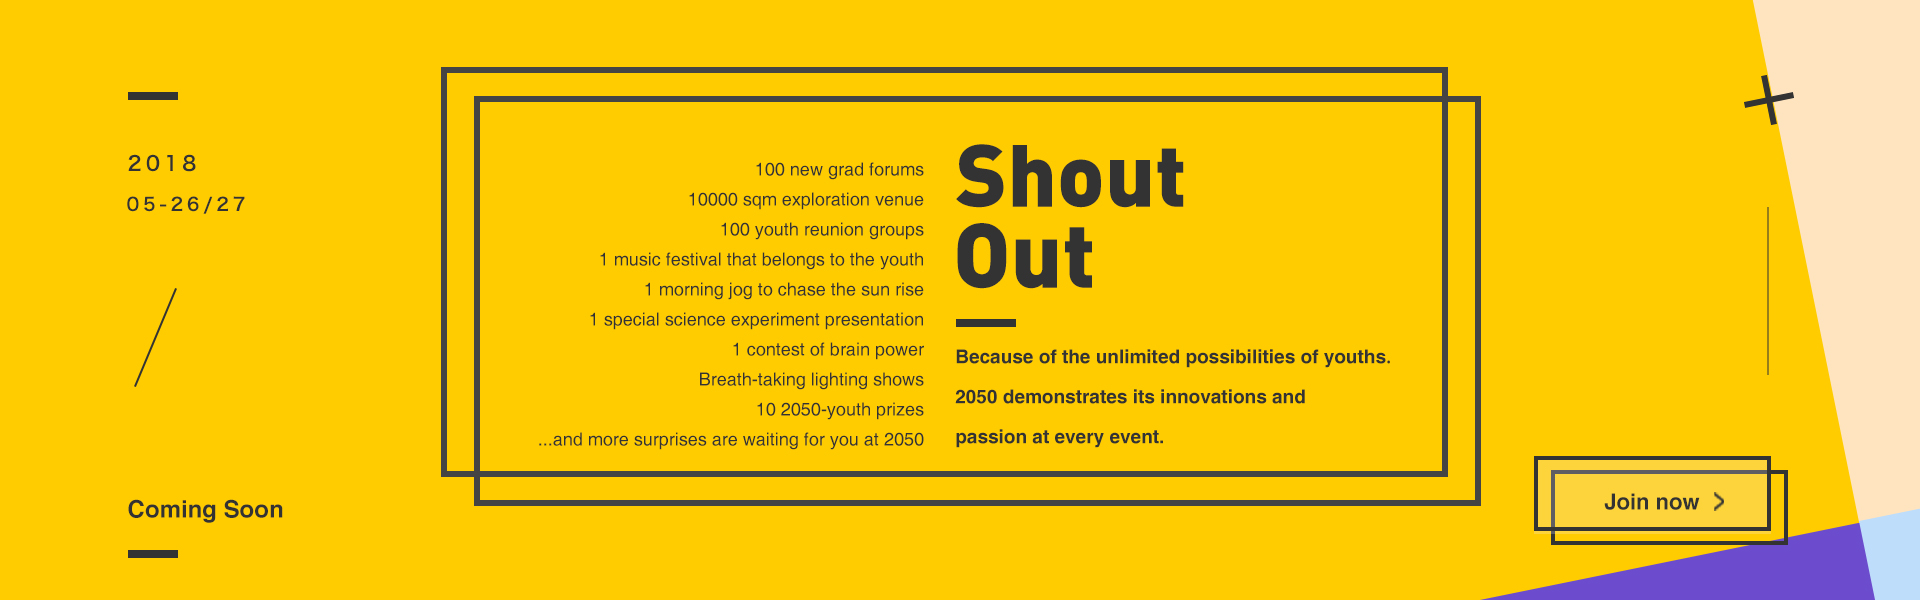 2018
05-26/27
Coming Soon
100 new grad forums
10000 sqm exploration venue
100 youth reunion groups
1 music festival that belongs to the youth
1 morning jog to chase the sun rise
1 special science experiment presentation
1 contest of brain power
Breath-taking lighting shows
10 2050-youth prizes
...and more surprises are waiting for you at 2050
Shout
Out
Because of the unlimited possibilities of youths.
2050 demonstrates its innovations and
passion at every event.
Join now >